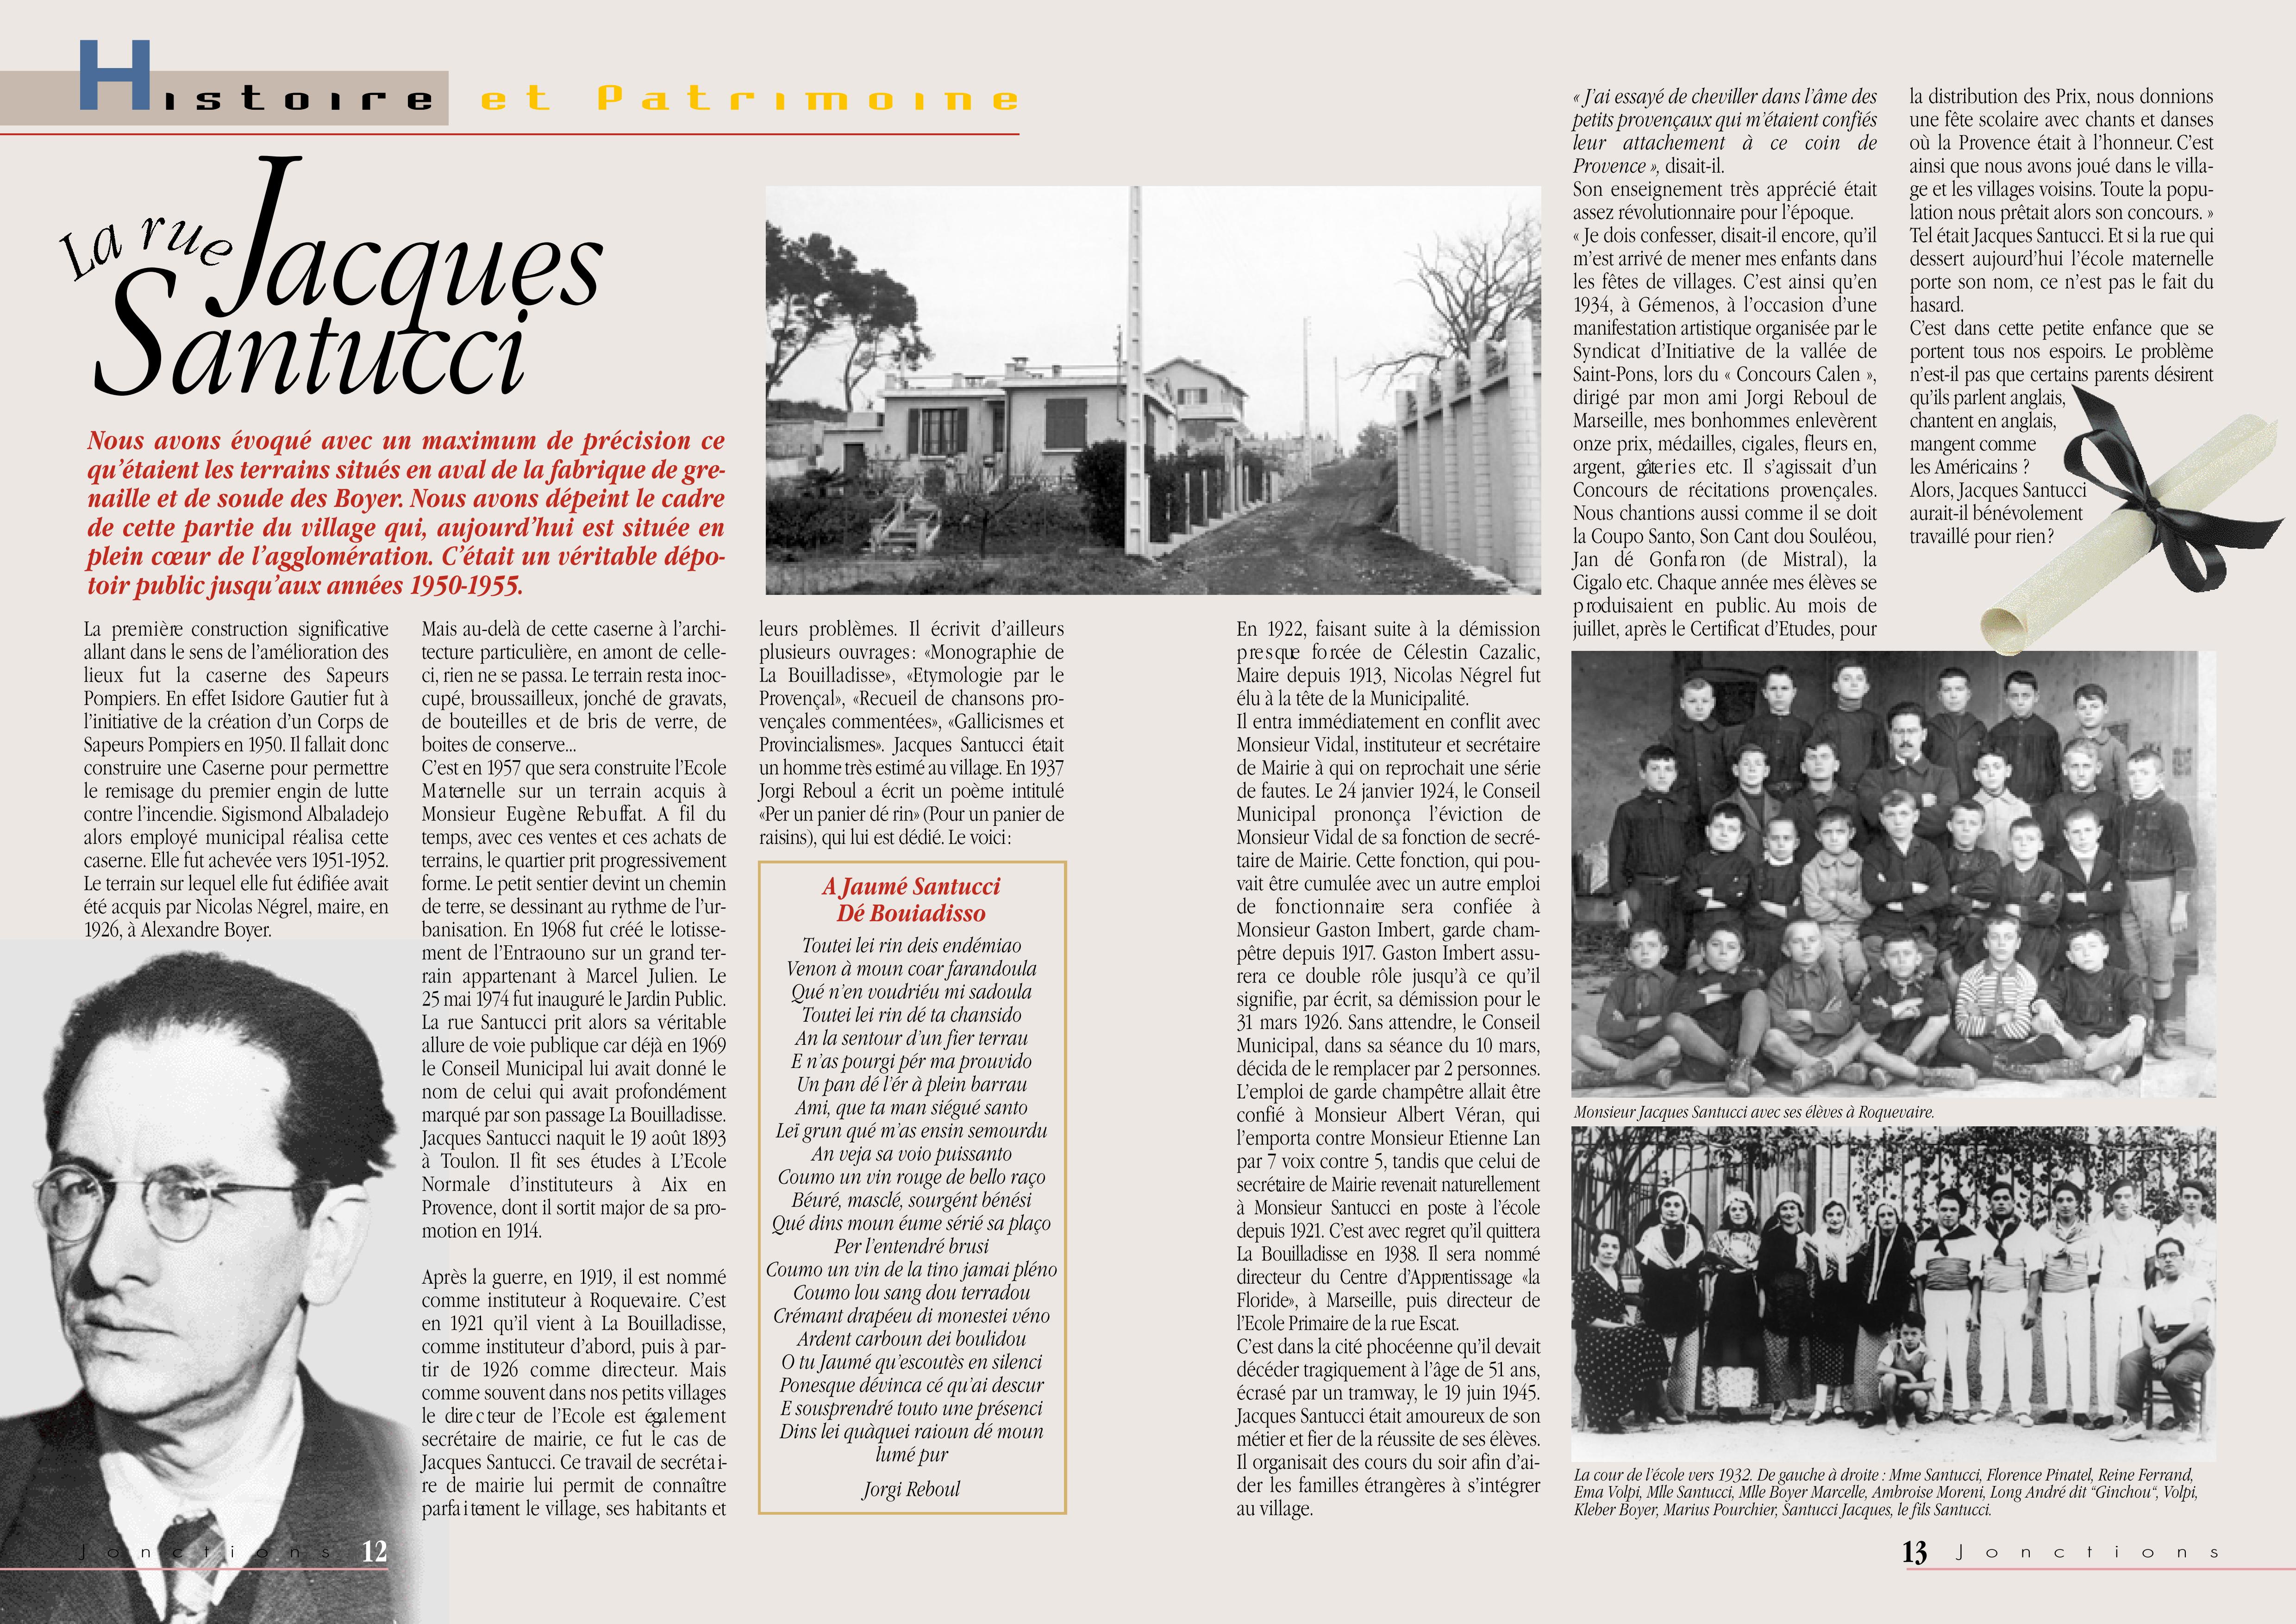 Histoire et Patrimoine
La rue Jacques
Santucci
Nous avons évoqué avec un maximum de précision ce
qu'étaient les terrains situés en aval de la fabrique de gre-
naille et de soude des Boyer. Nous avons dépeint le cadre
de cette partie du village qui, aujourd'hui est située en
plein cœur de l'agglomération. C'était un véritable dépo-
toir public jusqu'aux années 1950-1955.
La première construction significative
allant dans le sens de l'amélioration des
lieux fut la caserne des Sapeurs
Pompiers. En effet Isidore Gautier fut à
l'initiative de la création d'un Corps de
Sapeurs Pompiers en 1950. Il fallait donc
construire une Caserne pour permettre
le remisage du premier engin de lutte
contre l'incendie. Sigismond Albaladejo
alors employé municipal réalisa cette
caserne. Elle fut achevée vers 1951-1952.
Le terrain sur lequel elle fut édifiée avait
été acquis par Nicolas Négrel, maire, en
1926, à Alexandre Boyer.
Mais au-delà de cette caserne à l'archi-
tecture particulière, en amont de celle-
ci, rien ne se passa. Le terrain resta inoc-
cupé, broussailleux, jonché de gravats,
de bouteilles et de bris de verre, de
boites de conserve...
C'est en 1957 que sera construite l'Ecole
Maternelle sur un terrain acquis à
Monsieur Eugène Rebuffat. A fil du
temps, avec ces ventes et ces achats de
terrains, le quartier prit progressivement
forme. Le petit sentier devint un chemin
de terre, se dessinant au rythme de l'ur-
banisation. En 1968 fut créé le lotisse-
ment de l'Entraouno sur un grand ter-
rain appartenant à Marcel Julien. Le
25 mai 1974 fut inauguré le Jardin Public.
La rue Santucci prit alors sa véritable
allure de voie publique car déjà en 1969
le Conseil Municipal lui avait donné le
nom de celui qui avait profondément
marqué par son passage La Bouilladisse.
Jacques Santucci naquit le 19 août 1893
à Toulon. Il fit ses études à L'Ecole
Normale d'instituteurs à Aix en
Provence, dont il sortit major de sa pro-
motion en 1914.
Après la guerre, en 1919, il est nommé
comme instituteur à Roquevaire. C'est
en 1921 qu'il vient à La Bouilladisse,
comme instituteur d'abord, puis à par-
tir de 1926 comme directeur. Mais
comme souvent dans nos petits villages
le directeur de l'Ecole est également
secrétaire de mairie, ce fut le cas de
Jacques Santucci. Ce travail de secrétai-
re de mairie lui permit de connaître
parfaitement le village, ses habitants et
leurs problèmes. Il écrivit d'ailleurs
plusieurs ouvrages : «Monographie de
La Bouilladisse», «Etymologie par le
Provençal», «Recueil de chansons pro-
vençales commentées», «Gallicismes et
Provincialismes». Jacques Santucci était
un homme très estimé au village. En 1937
Jorgi Reboul a écrit un poème intitulé
«Per un panier dé rin» (Pour un panier de
raisins), qui lui est dédié. Le voici :
A Jaumé Santucci
Dé Bouiadisso
Toutei lei rin deis endémiao
Venon à moun coar farandoula
Qué n'en voudriéu mi sadoula
Toutei lei rin dé ta chansido
An la sentour d'un fier terrau
E n'as pourgi pér ma prouvido
Un pan dé l'ér à plein barrau
Ami, que ta man siégué santo
Leï grun qué m'as ensin semourdu
An veja sa voio puissanto
Coumo un vin rouge de bello raço
Béuré, masclé, sourgént bénési
Qué dins moun éume sérié sa plaço
Per l'entendré brusi
Coumo un vin de la tino jamai pléno
Coumo lou sang dou terradou
Crémant drapéeu di monestei véno
Ardent carboun dei boulidou
O tu Jaumé qu'escoutès en silenci
Ponesque dévinca cé qu'ai descur
E sousprendré touto une présenci
Dins lei quàquei raioun dé moun
lumé pur
Jorgi Reboul
En 1922, faisant suite à la démission
presque forcée de Célestin Cazalic,
Maire depuis 1913, Nicolas Négrel fut
élu à la tête de la Municipalité.
Il entra immédiatement en conflit avec
Monsieur Vidal, instituteur et secrétaire
de Mairie à qui on reprochait une série
de fautes. Le 24 janvier 1924, le Conseil
Municipal prononça l'éviction de
Monsieur Vidal de sa fonction de secré-
taire de Mairie. Cette fonction, qui pou-
vait être cumulée avec un autre emploi
de fonctionnaire sera confiée à
Monsieur Gaston Imbert, garde cham-
pêtre depuis 1917. Gaston Imbert assu-
rera ce double rôle jusqu'à ce qu'il
signifie, par écrit, sa démission pour le
31 mars 1926. Sans attendre, le Conseil
Municipal, dans sa séance du 10 mars,
décida de le remplacer par 2 personnes.
L'emploi de garde champêtre allait être
confié à Monsieur Albert Véran, qui
l'emporta contre Monsieur Etienne Lan
par 7 voix contre 5, tandis que celui de
secrétaire de Mairie revenait naturellement
à Monsieur Santucci en poste à l'école
depuis 1921. C'est avec regret qu'il quittera
La Bouilladisse en 1938. Il sera nommé
directeur du Centre d'Apprentissage «la
Floride», à Marseille, puis directeur de
l'Ecole Primaire de la rue Escat.
C'est dans la cité phocéenne qu'il devait
décéder tragiquement à l'âge de 51 ans,
écrasé par un tramway, le 19 juin 1945.
Jacques Santucci était amoureux de son
métier et fier de la réussite de ses élèves.
Il organisait des cours du soir afin d'ai-
der les familles étrangères à s'intégrer
au village.
« J'ai essayé de cheviller dans l'âme des
petits provençaux qui m'étaient confiés
leur attachement à ce coin de
Provence », disait-il.
Son enseignement très apprécié était
assez révolutionnaire pour l'époque.
« Je dois confesser, disait-il encore, qu'il
m'est arrivé de mener mes enfants dans
les fêtes de villages. C'est ainsi qu'en
1934, à Gémenos, à l'occasion d'une
manifestation artistique organisée par le
Syndicat d'Initiative de la vallée de
Saint-Pons, lors du « Concours Calen »,
dirigé par mon ami Jorgi Reboul de
Marseille, mes bonhommes enlevèrent
onze prix, médailles, cigales, fleurs en,
argent, gâteries etc. Il s'agissait d'un
Concours de récitations provençales.
Nous chantions aussi comme il se doit
la Coupo Santo, Son Cant dou Souléou,
Jan dé Gonfaron (de Mistral), la
Cigalo etc. Chaque année mes élèves se
produisaient en public. Au mois de
juillet, après le Certificat d'Etudes, pour
la distribution des Prix, nous donnions
une fête scolaire avec chants et danses
où la Provence était à l'honneur. C'est
ainsi que nous avons joué dans le villa-
ge et les villages voisins. Toute la popu-
lation nous prêtait alors son concours. »
Tel était Jacques Santucci. Et si la rue qui
dessert aujourd'hui l'école maternelle
porte son nom, ce n'est pas le fait du
hasard.
C'est dans cette petite enfance que se
portent tous nos espoirs. Le problème
n'est-il pas que certains parents désirent
qu'ils parlent anglais,
chantent en anglais,
mangent comme
les Américains ?
Alors, Jacques Santucci
aurait-il bénévolement
travaillé pour rien ?
Monsieur Jacques Santucci avec ses élèves à Roquevaire.
La cour de l'école vers 1932. De gauche à droite : Mme Santucci, Florence Pinatel, Reine Ferrand,
Ema Volpi, Mlle Santucci, Mlle Boyer Marcelle, Ambroise Moreni, Long André dit "Ginchou", Volpi,
Kleber Boyer, Marius Pourchier, Santucci Jacques, le fils Santucci.
Jonctions 12
13 Jonctions